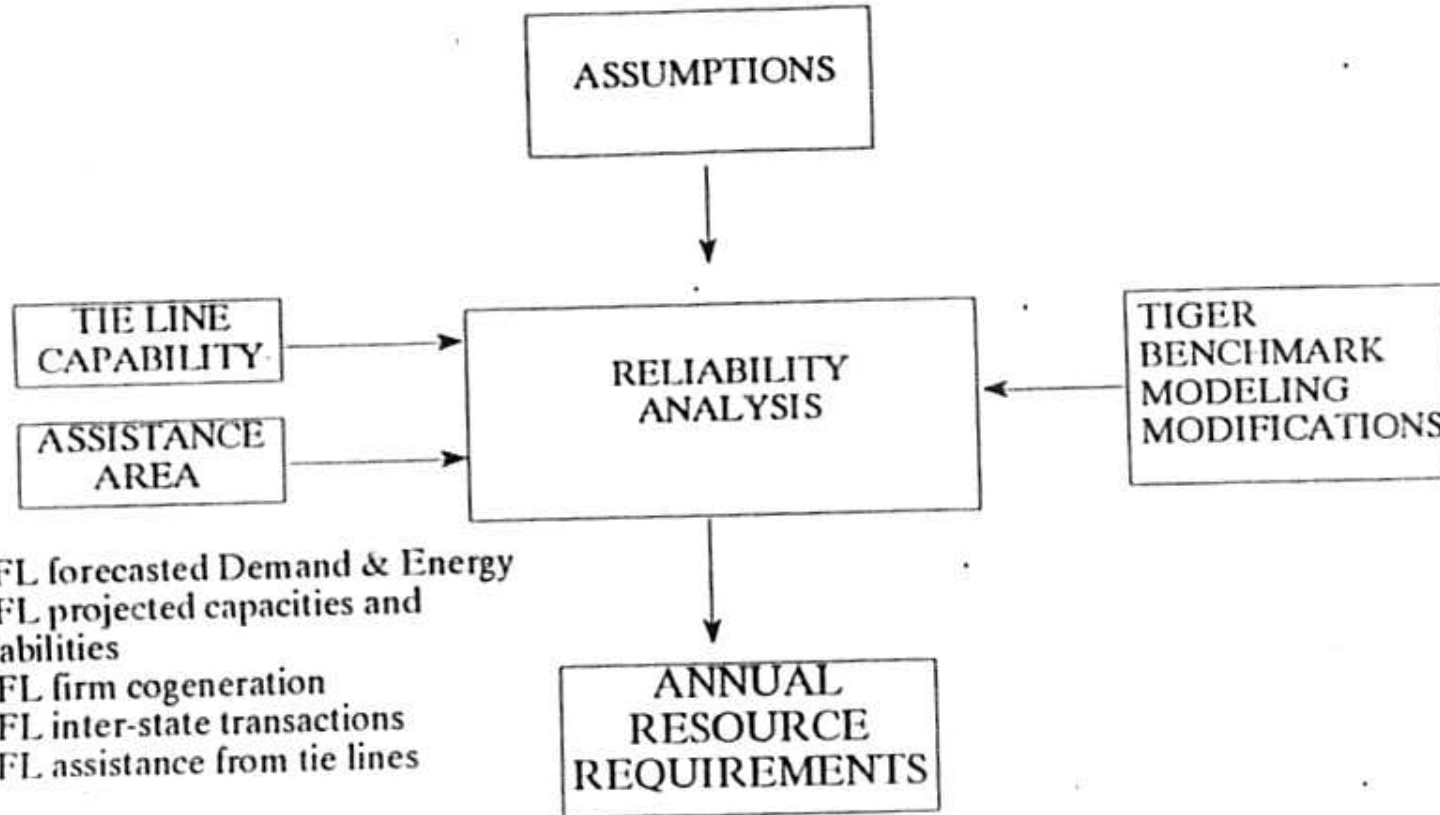 ASSUMPTIONS
TIE LINE
CAPABILITY
RELIABILITY
ANALYSIS
TIGER
BENCHMARK
MODELING
MODIFICATIONS
ASSISTANCE
AREA
FL forecasted Demand & Energy
FL projected capacities and
abilities
FL firm cogeneration
FL inter-state transactions
FL assistance from tie lines
ANNUAL
RESOURCE
REQUIREMENTS